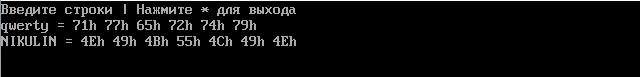 Введите строки | Нажмите * для выхода
qwerty = 71h 77h 65h 72h 74h 79h
NIKULIN = 4Eh 49h 4Bh 55h 4Ch 49h 4Eh